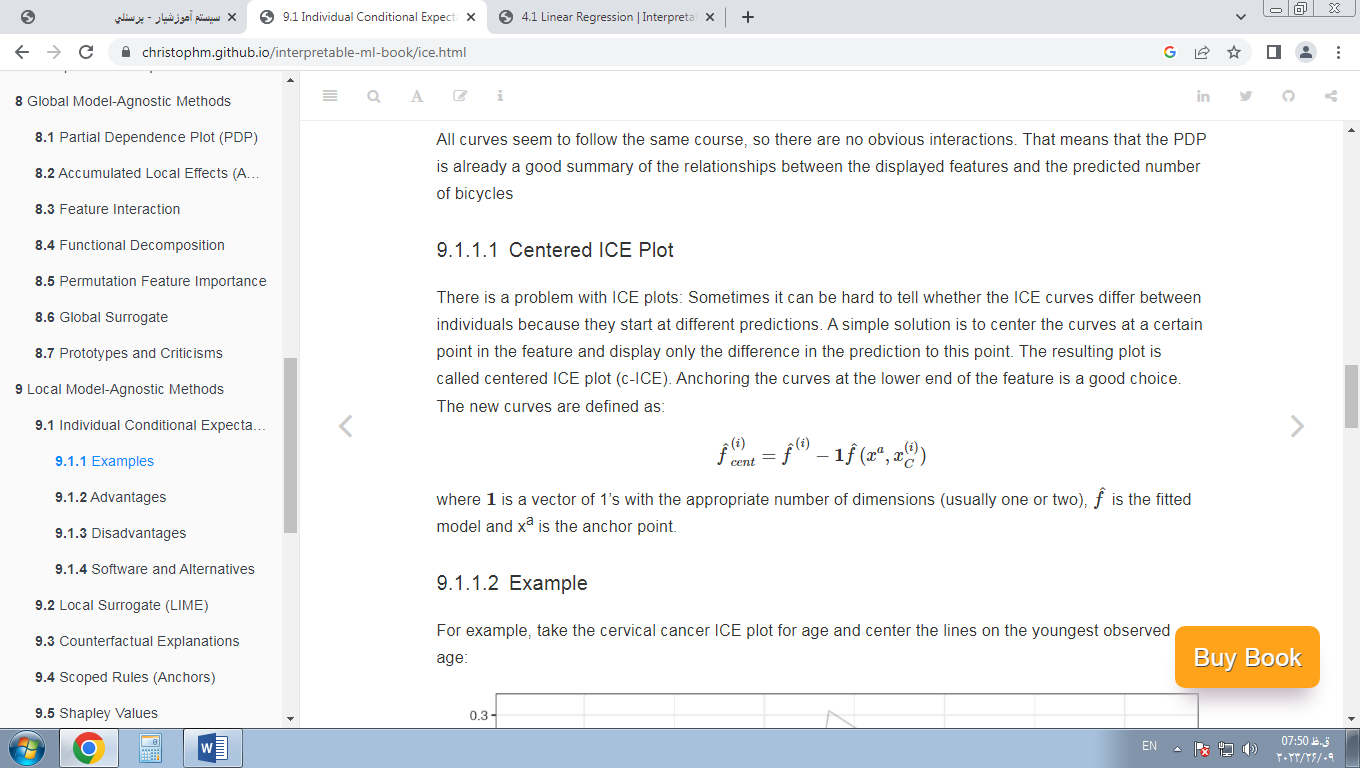 سیستم آموزشیار - پرسنلي
9.1 Individual Conditional Expecta
4.1 Linear Regression | Interpreta
christophm.github.io/interpretable-ml-book/ice.html
8 Global Model-Agnostic Methods
8.1 Partial Dependence Plot (PDP)
8.2 Accumulated Local Effects (A...
8.3 Feature Interaction
8.4 Functional Decomposition
8.5 Permutation Feature Importance
8.6 Global Surrogate
8.7 Prototypes and Criticisms
9 Local Model-Agnostic Methods
9.1 Individual Conditional Expecta...
9.1.1 Examples
9.1.2 Advantages
9.1.3 Disadvantages
9.1.4 Software and Alternatives
9.2 Local Surrogate (LIME)
9.3 Counterfactual Explanations
9.4 Scoped Rules (Anchors)
9.5 Shapley Values
All curves seem to follow the same course, so there are no obvious interactions. That means that the PDP
is already a good summary of the relationships between the displayed features and the predicted number
of bicycles
9.1.1.1 Centered ICE Plot
There is a problem with ICE plots: Sometimes it can be hard to tell whether the ICE curves differ between
individuals because they start at different predictions. A simple solution is to center the curves at a certain
point in the feature and display only the difference in the prediction to this point. The resulting plot is
called centered ICE plot (c-ICE). Anchoring the curves at the lower end of the feature is a good choice.
The new curves are defined as:
f̂_cent^(i) = f̂^(i) − 1f̂(x^a, x_C^(i))
where 1 is a vector of 1’s with the appropriate number of dimensions (usually one or two), f̂ is the fitted
model and x^a is the anchor point.
9.1.1.2 Example
For example, take the cervical cancer ICE plot for age and center the lines on the youngest observed
age:
Buy Book
0.3
EN
07:50 ق.ظ
۲۰۲۳/۲۶/۰۹